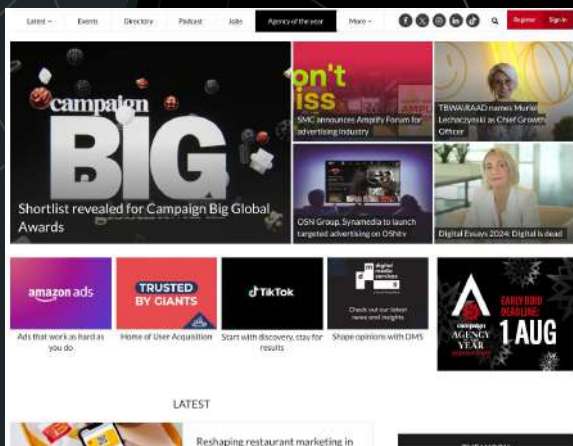 Latest
Events
Directory
Podcast
Jobs
Agency of the year
More
Register
Sign in
campaign
BIG
Shortlist revealed for Campaign Big Global
Awards
on't
iss
SMC announces Amplify Forum for
advertising industry
TBWA\RAAD names Muriel
Lechaczynski as Chief Growth
Officer
OSN Group, Synamedia to launch
targeted advertising on OSNtv
Digital Essays 2024: Digital is dead
amazon ads
Ads that work as hard as
you do
TRUSTED
BY GIANTS
Home of User Acquisition
TikTok
Start with discovery, stay for
results
digital
media
services
Check out our latest
news and insights
Shape opinions with DMS
campaign
AGENCY
OF THE
YEAR
EARLY BIRD
DEADLINE:
1 AUG
LATEST
Reshaping restaurant marketing in